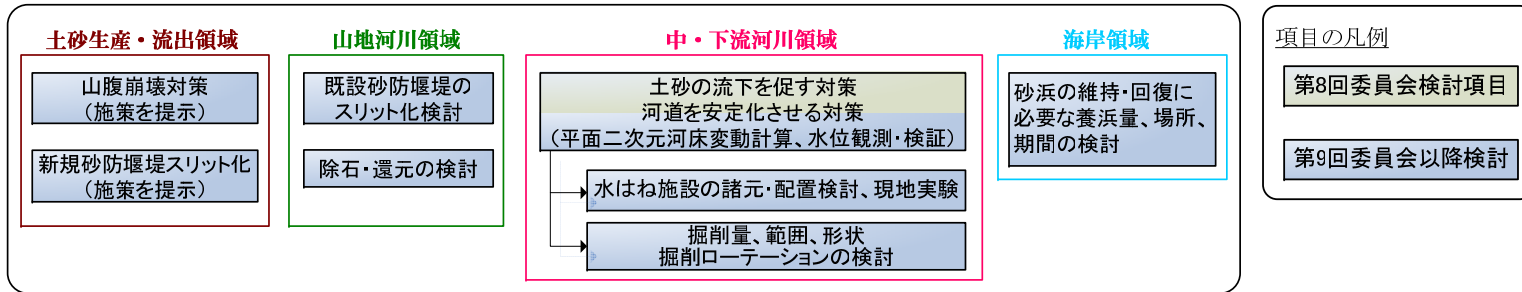 土砂生産・流出領域
山腹崩壊対策
(施策を提示)
新規砂防堰堤スリット化
(施策を提示)
山地河川領域
既設砂防堰堤の
スリット化検討
除石・還元の検討
中・下流河川領域
土砂の流下を促す対策
河道を安定化させる対策
(平面二次元河床変動計算、水位観測・検証)
水はね施設の諸元・配置検討、現地実験
掘削量、範囲、形状
掘削ローテーションの検討
海岸領域
砂浜の維持・回復に
必要な養浜量、場所、
期間の検討
項目の凡例
第8回委員会検討項目
第9回委員会以降検討